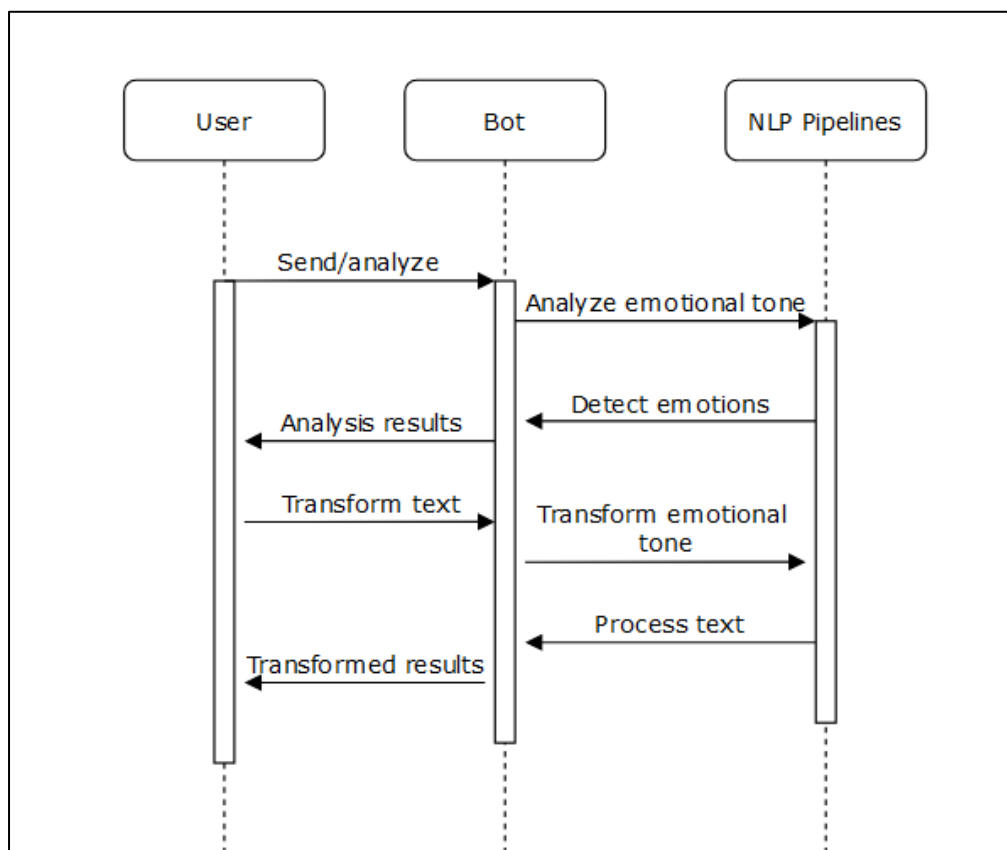 User
Bot
NLP Pipelines
Send/analyze
Analyze emotional tone
Detect emotions
Analysis results
Transform text
Transform emotional
tone
Process text
Transformed results